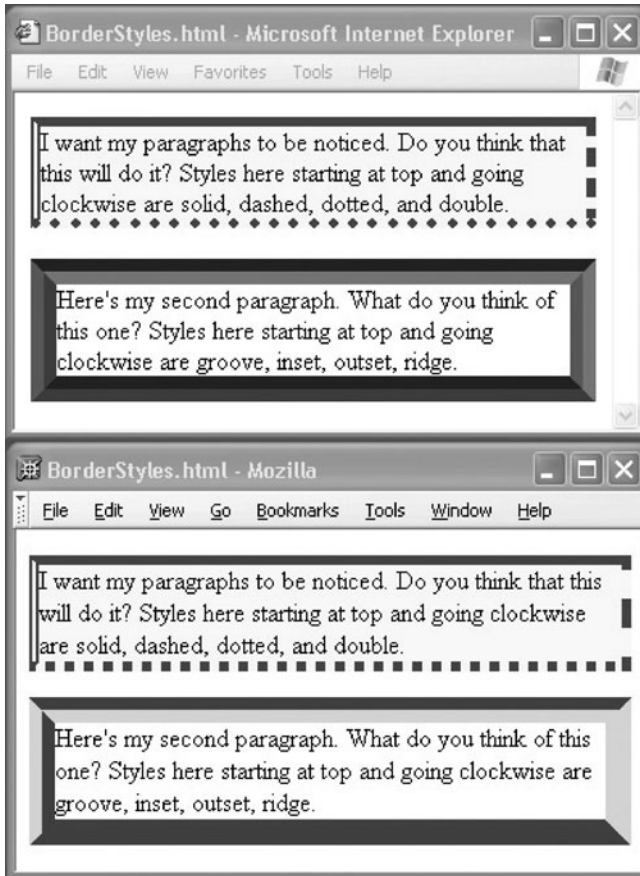 BorderStyles.html - Microsoft Internet Explorer
File Edit View Favorites Tools Help
I want my paragraphs to be noticed. Do you think that
this will do it? Styles here starting at top and going
clockwise are solid, dashed, dotted, and double.
Here's my second paragraph. What do you think of
this one? Styles here starting at top and going
clockwise are groove, inset, outset, ridge.
BorderStyles.html - Mozilla
File Edit View Go Bookmarks Tools Window Help
I want my paragraphs to be noticed. Do you think that this
will do it? Styles here starting at top and going clockwise
are solid, dashed, dotted, and double.
Here's my second paragraph. What do you think of this
one? Styles here starting at top and going clockwise are
groove, inset, outset, ridge.